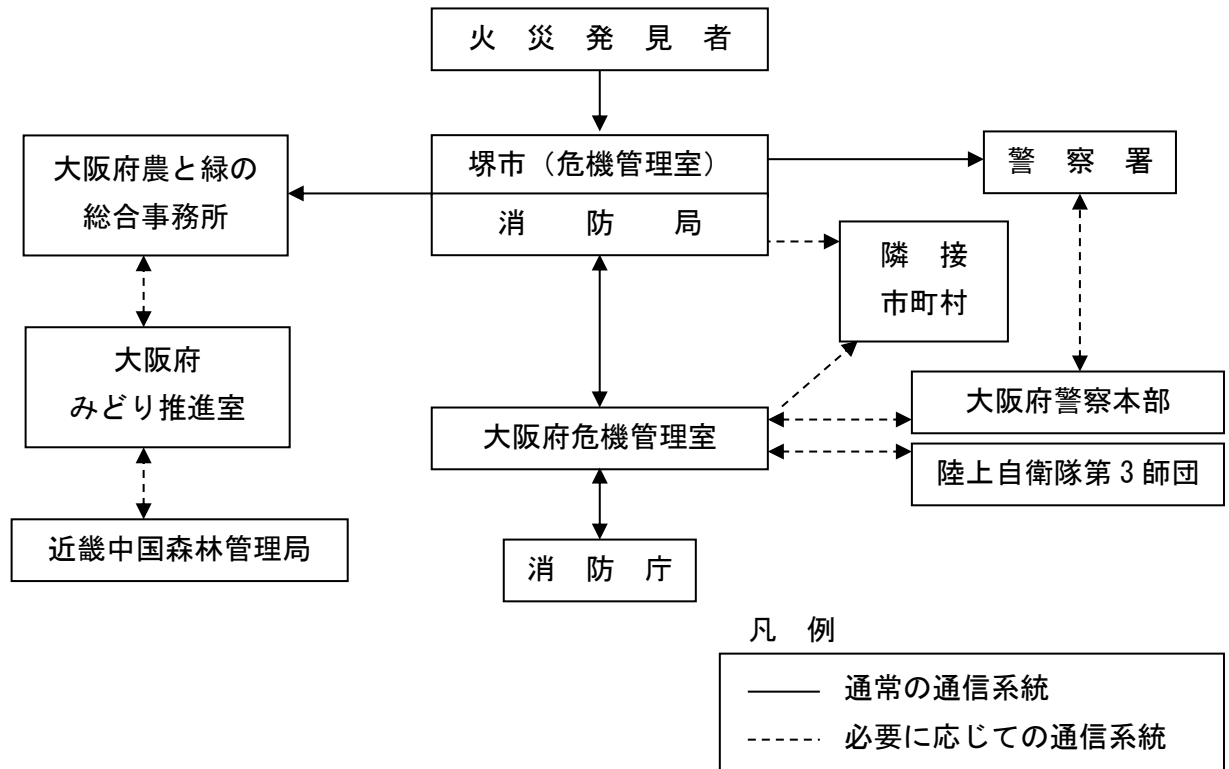 火 災 発 見 者
大阪府農と緑の
総合事務所
堺市（危機管理室）
消 防 局
警 察 署
隣 接
市町村
大阪府
みどり推進室
大阪府危機管理室
大阪府警察本部
陸上自衛隊第３師団
近畿中国森林管理局
消 防 庁
凡 例
通常の通信系統
必要に応じての通信系統